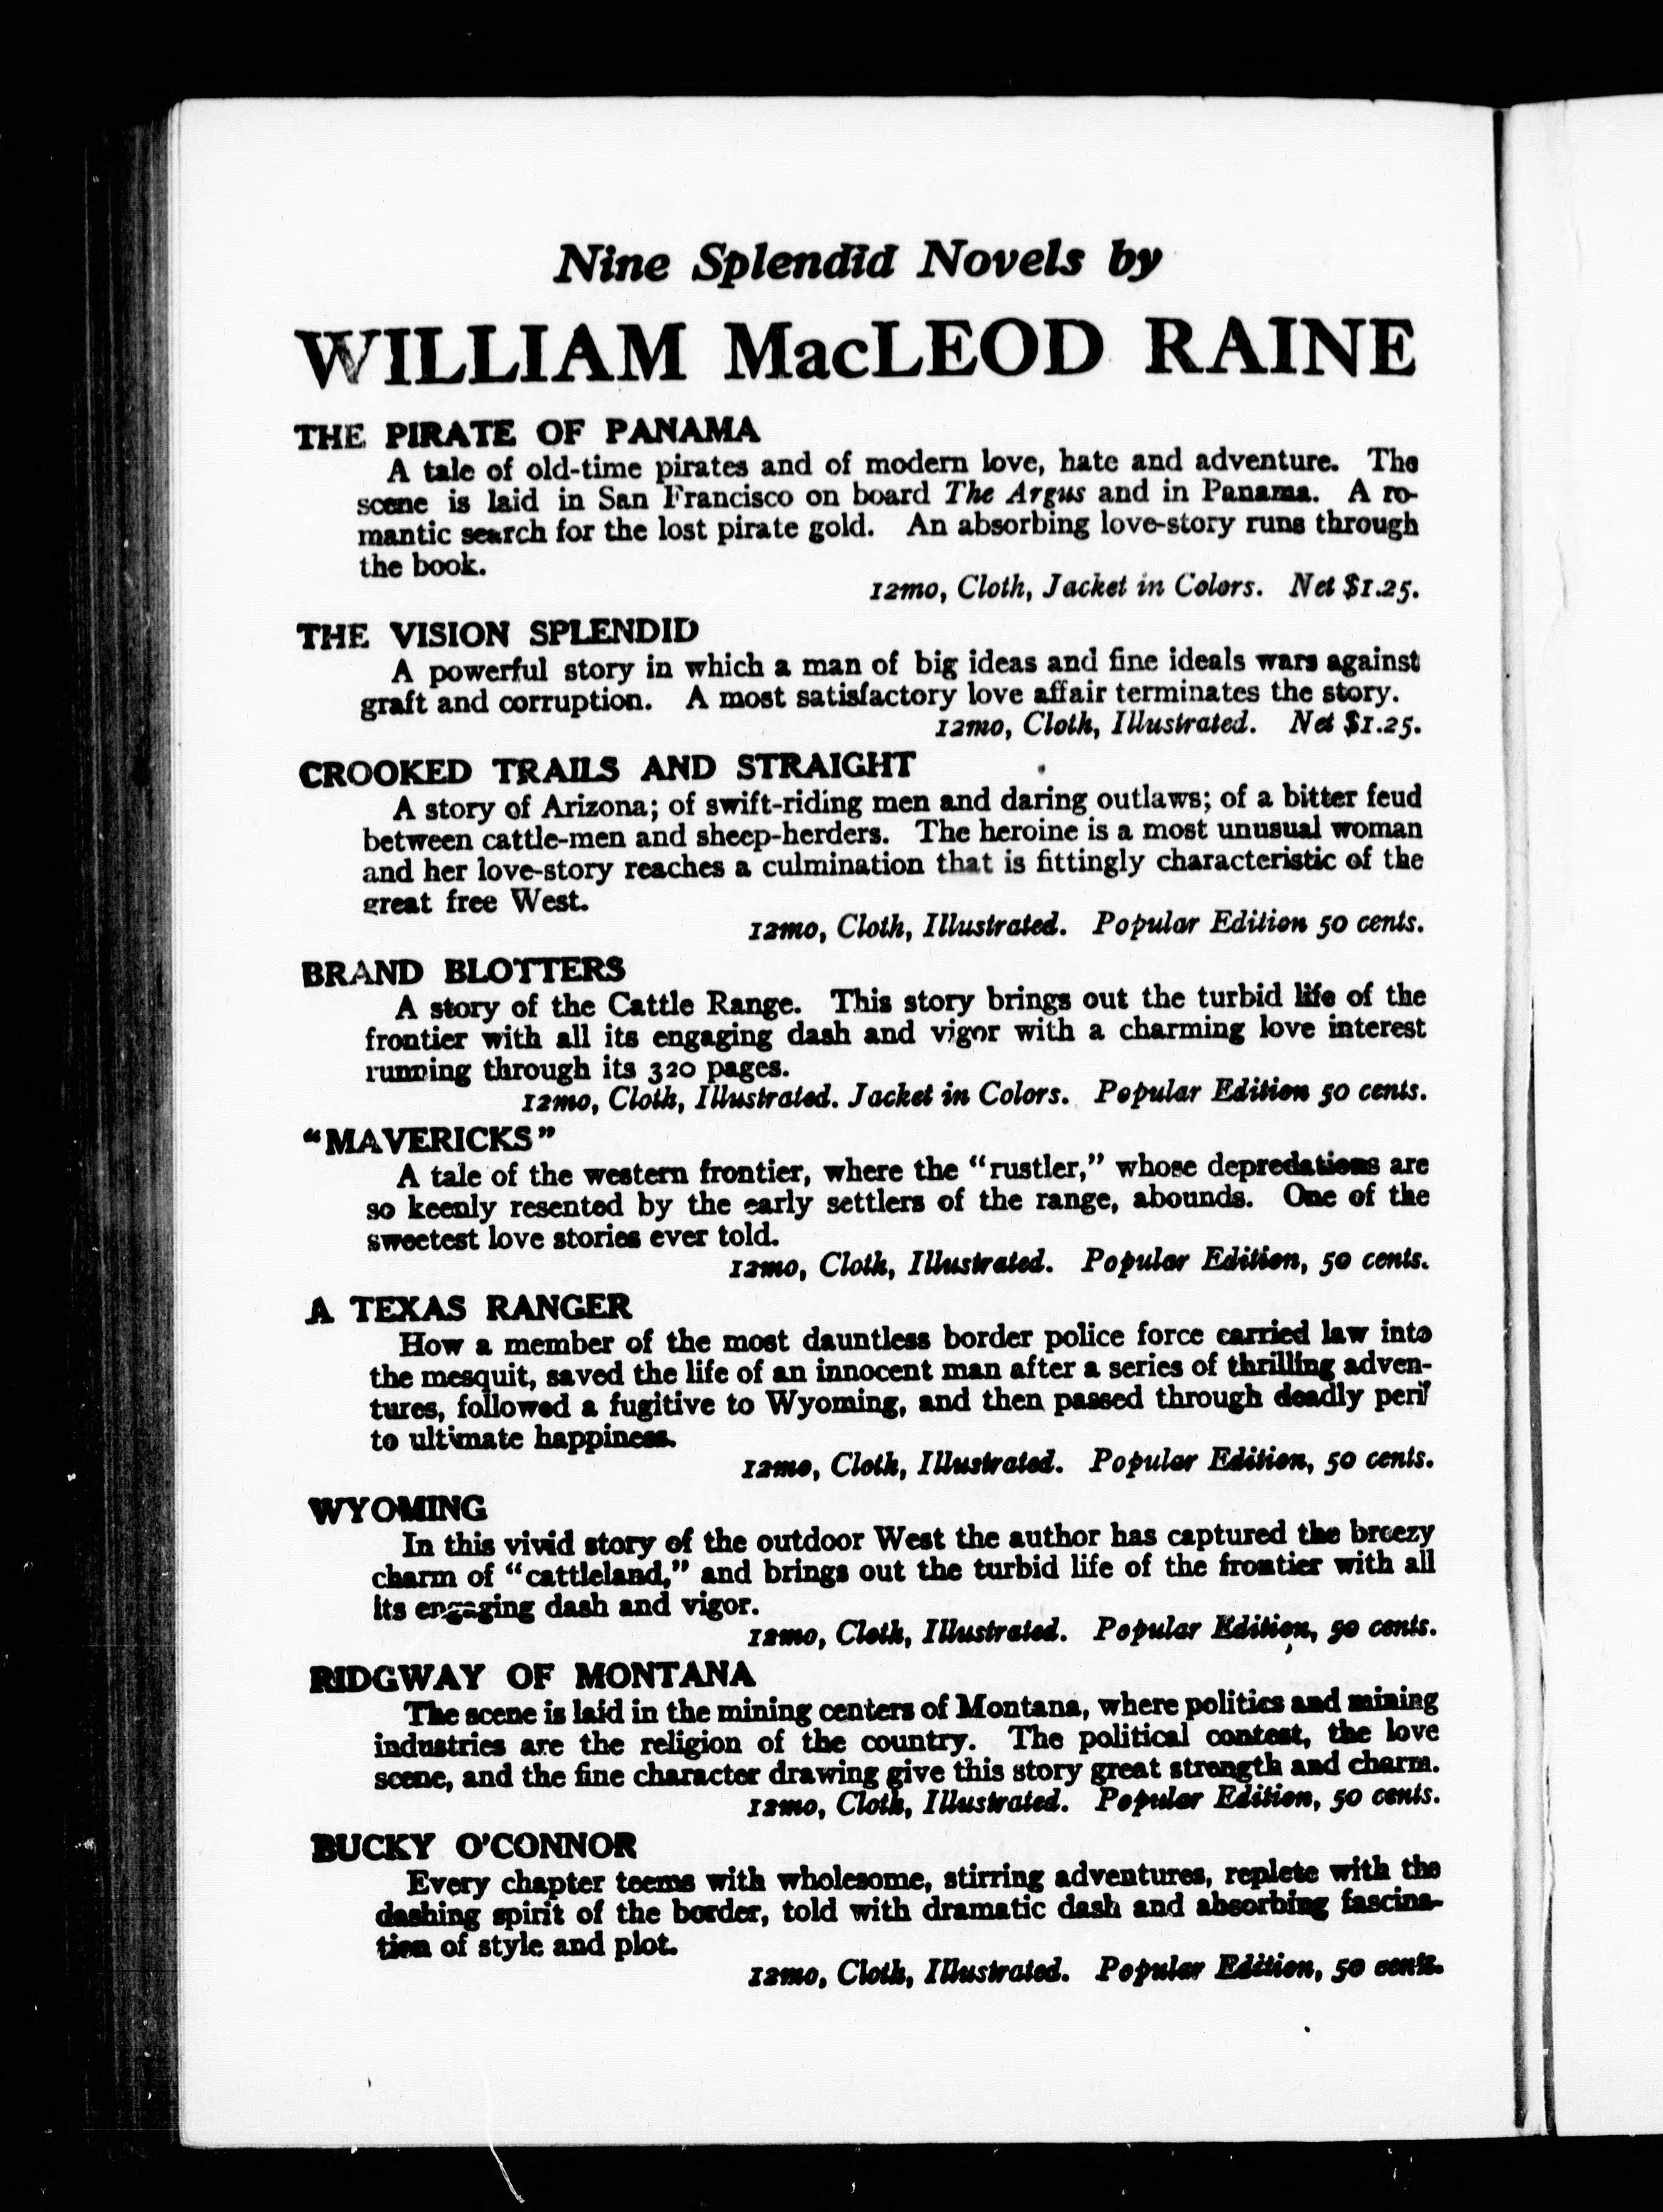 Nine Splendid Novels by
WILLIAM MacLEOD RAINE
THE PIRATE OF PANAMA
A tale of old-time pirates and of modern love, hate and adventure. The
scene is laid in San Francisco on board The Argus and in Panama. A ro-
mantic search for the lost pirate gold. An absorbing love-story runs through
the book.
12mo, Cloth, Jacket in Colors. Net $1.25.
THE VISION SPLENDID
A powerful story in which a man of big ideas and fine ideals wars against
graft and corruption. A most satisfactory love affair terminates the story.
12mo, Cloth, Illustrated. Net $1.25.
CROOKED TRAILS AND STRAIGHT
A story of Arizona; of swift-riding men and daring outlaws; of a bitter feud
between cattle-men and sheep-herders. The heroine is a most unusual woman
and her love-story reaches a culmination that is fittingly characteristic of the
great free West.
12mo, Cloth, Illustrated. Popular Edition 50 cents.
BRAND BLOTTERS
A story of the Cattle Range. This story brings out the turbid life of the
frontier with all its engaging dash and vigor with a charming love interest
running through its 320 pages.
12mo, Cloth, Illustrated. Jacket in Colors. Popular Edition 50 cents.
"MAVERICKS"
A tale of the western frontier, where the "rustler," whose depredations are
so keenly resented by the early settlers of the range, abounds. One of the
sweetest love stories ever told.
12mo, Cloth, Illustrated. Popular Edition, 50 cents.
A TEXAS RANGER
How a member of the most dauntless border police force carried law into
the mesquit, saved the life of an innocent man after a series of thrilling adven-
tures, followed a fugitive to Wyoming, and then passed through deadly peril
to ultimate happiness.
12mo, Cloth, Illustrated. Popular Edition, 50 cents.
WYOMING
In this vivid story of the outdoor West the author has captured the breezy
charm of "cattleland," and brings out the turbid life of the frontier with all
its engaging dash and vigor.
12mo, Cloth, Illustrated. Popular Edition, 50 cents.
RIDGWAY OF MONTANA
The scene is laid in the mining centers of Montana, where politics and mining
industries are the religion of the country. The political contest, the love
scene, and the fine character drawing give this story great strength and charm.
12mo, Cloth, Illustrated. Popular Edition, 50 cents.
BUCKY O'CONNOR
Every chapter teems with wholesome, stirring adventures, replete with the
dashing spirit of the border, told with dramatic dash and absorbing fascina-
tion of style and plot.
12mo, Cloth, Illustrated. Popular Edition, 50 cents.